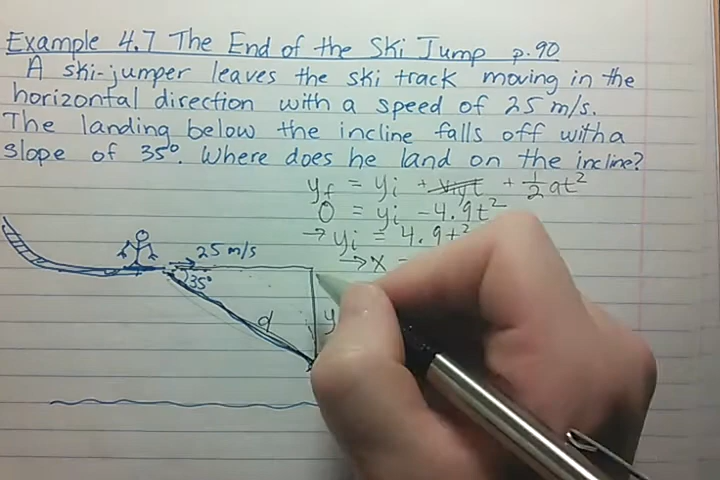 Example 4.7 The End of the Ski Jump p.90
A ski-jumper leaves the ski track moving in the
horizontal direction with a speed of 25 m/s.
The landing below the incline falls off with a
slope of 35°. Where does he land on the incline?
yf = yi + viyt + ½at²
0 = yi - 4.9t²
→ yi = 4.9t²
→ x =
25 m/s
35°
d
y